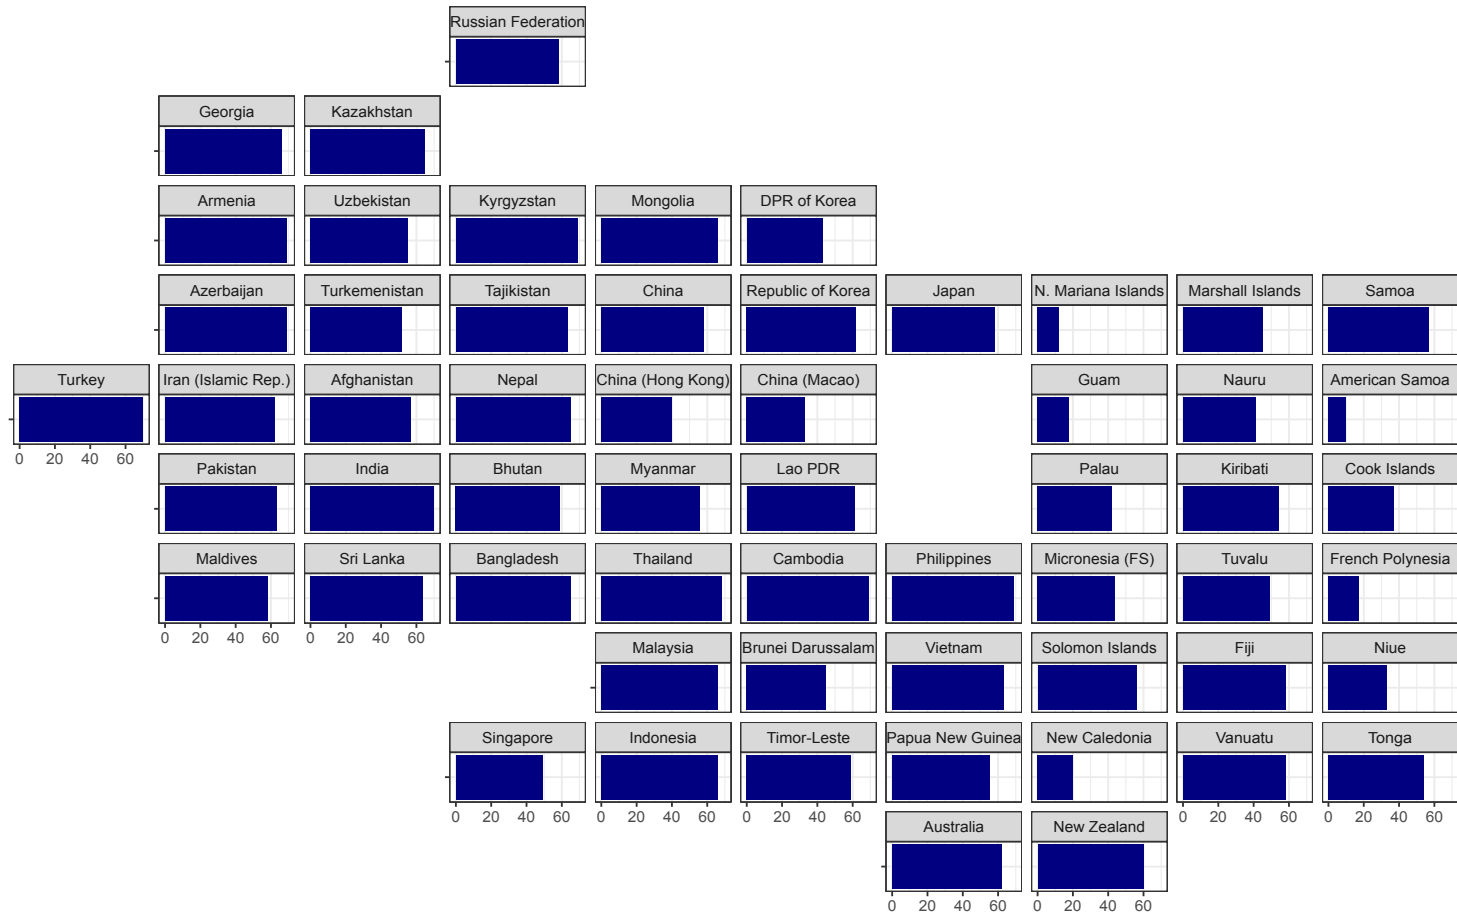 Russian Federation
Georgia Kazakhstan
Armenia Uzbekistan Kyrgyzstan Mongolia DPR of Korea
Azerbaijan Turkemenistan Tajikistan China Republic of Korea Japan N. Mariana Islands Marshall Islands Samoa
Turkey Iran (Islamic Rep.) Afghanistan Nepal China (Hong Kong) China (Macao) Guam Nauru American Samoa
0 20 40 60
Pakistan India Bhutan Myanmar Lao PDR Palau Kiribati Cook Islands
Maldives Sri Lanka Bangladesh Thailand Cambodia Philippines Micronesia (FS) Tuvalu French Polynesia
0 20 40 60 0 20 40 60
Malaysia Brunei Darussalam Vietnam Solomon Islands Fiji Niue
Singapore Indonesia Timor-Leste Papua New Guinea New Caledonia Vanuatu Tonga
0 20 40 60 0 20 40 60 0 20 40 60 0 20 40 60 0 20 40 60
Australia New Zealand
0 20 40 60 0 20 40 60